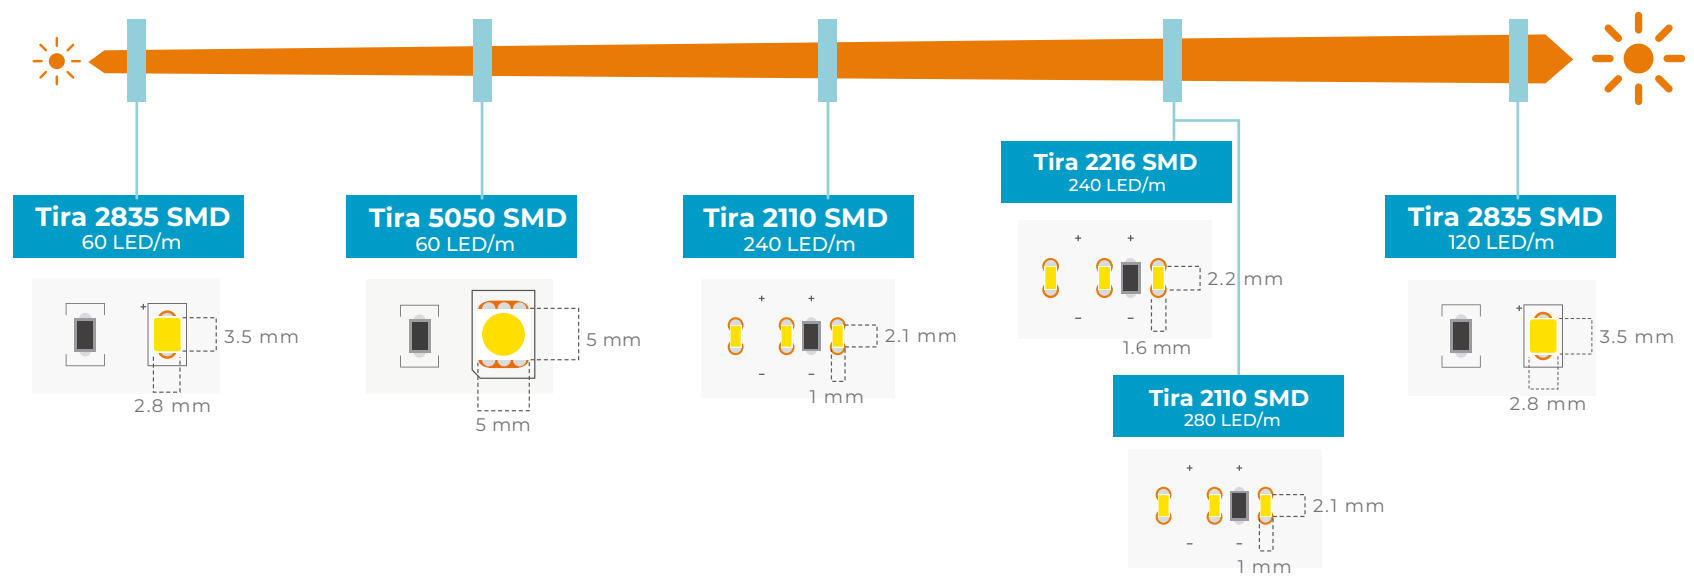 Tira 2835 SMD
60 LED/m
+
3.5 mm
2.8 mm
Tira 5050 SMD
60 LED/m
5 mm
5 mm
Tira 2110 SMD
240 LED/m
+ +
2.1 mm
- -
1 mm
Tira 2216 SMD
240 LED/m
+ +
2.2 mm
- -
1.6 mm
Tira 2110 SMD
280 LED/m
+ +
2.1 mm
- -
1 mm
Tira 2835 SMD
120 LED/m
+
3.5 mm
2.8 mm